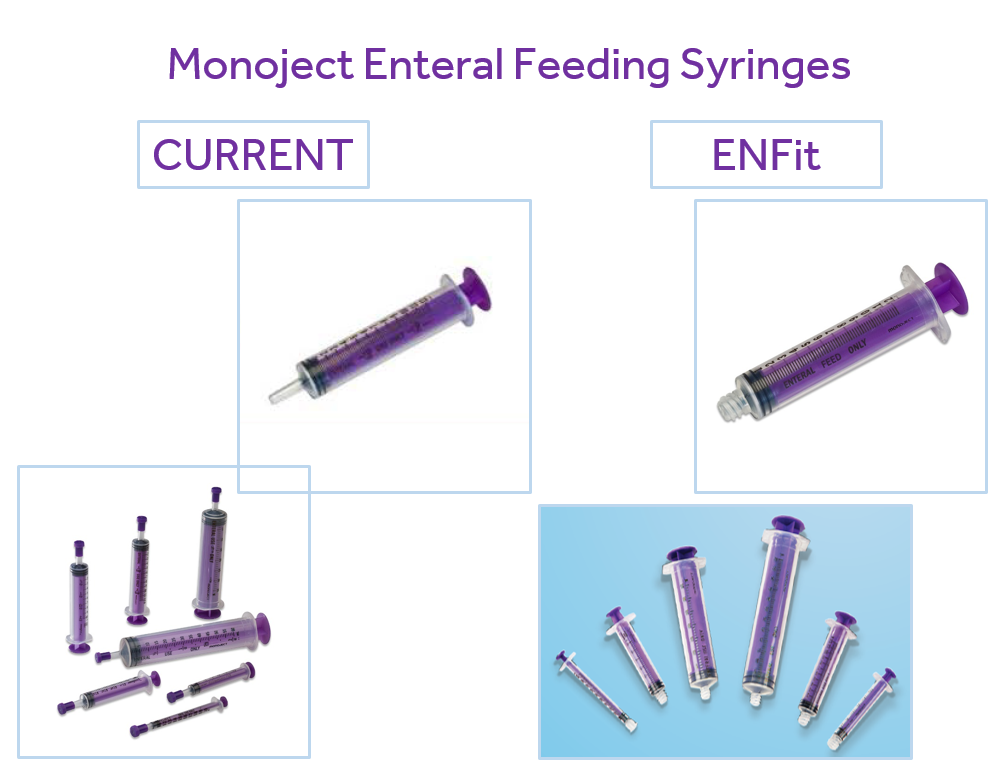 Monoject Enteral Feeding Syringes
CURRENT
ENFit
ENTERAL FEED ONLY